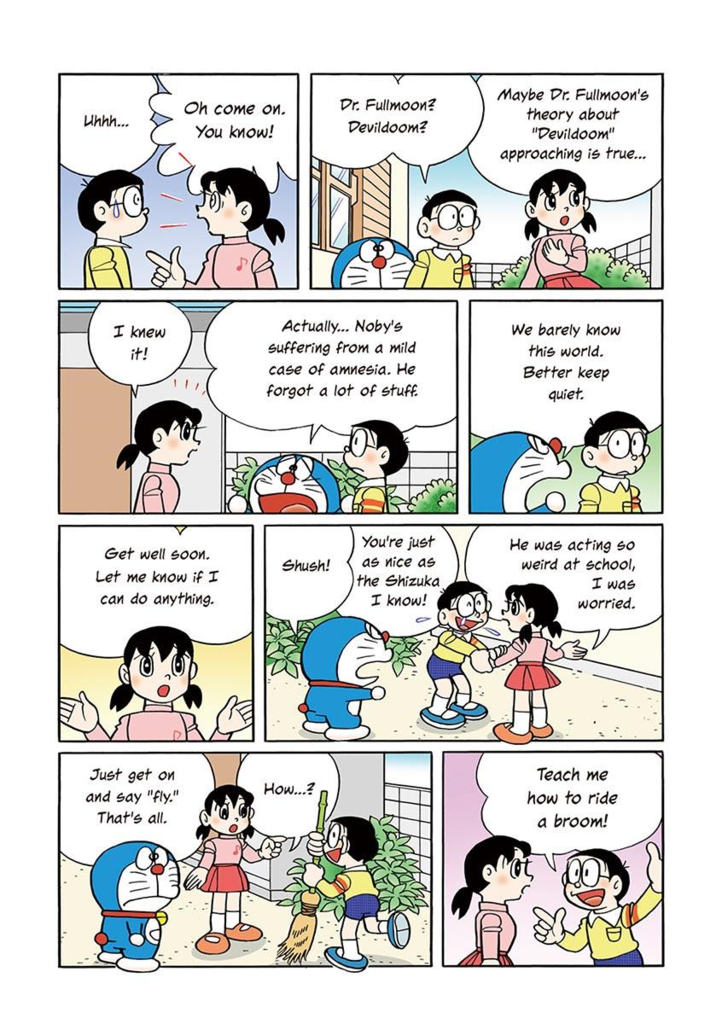 Maybe Dr. Fullmoon's
theory about
"Devildoom"
approaching is true...
Dr. Fullmoon?
Devildoom?
Oh come on.
You know!
Uhhh...
We barely know
this world.
Better keep
quiet.
Actually... Noby's
suffering from a mild
case of amnesia. He
forgot a lot of stuff.
I knew
it!
He was acting so
weird at school,
I was
worried.
You're just
as nice as
the Shizuka
I know!
Shush!
Get well soon.
Let me know if I
can do anything.
Teach me
how to ride
a broom!
How...?
Just get on
and say "fly."
That's all.